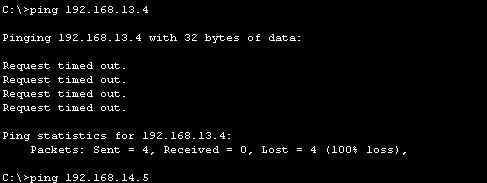 C:\>ping 192.168.13.4
Pinging 192.168.13.4 with 32 bytes of data:
Request timed out.
Request timed out.
Request timed out.
Request timed out.
Ping statistics for 192.168.13.4:
    Packets: Sent = 4, Received = 0, Lost = 4 (100% loss),
C:\>ping 192.168.14.5